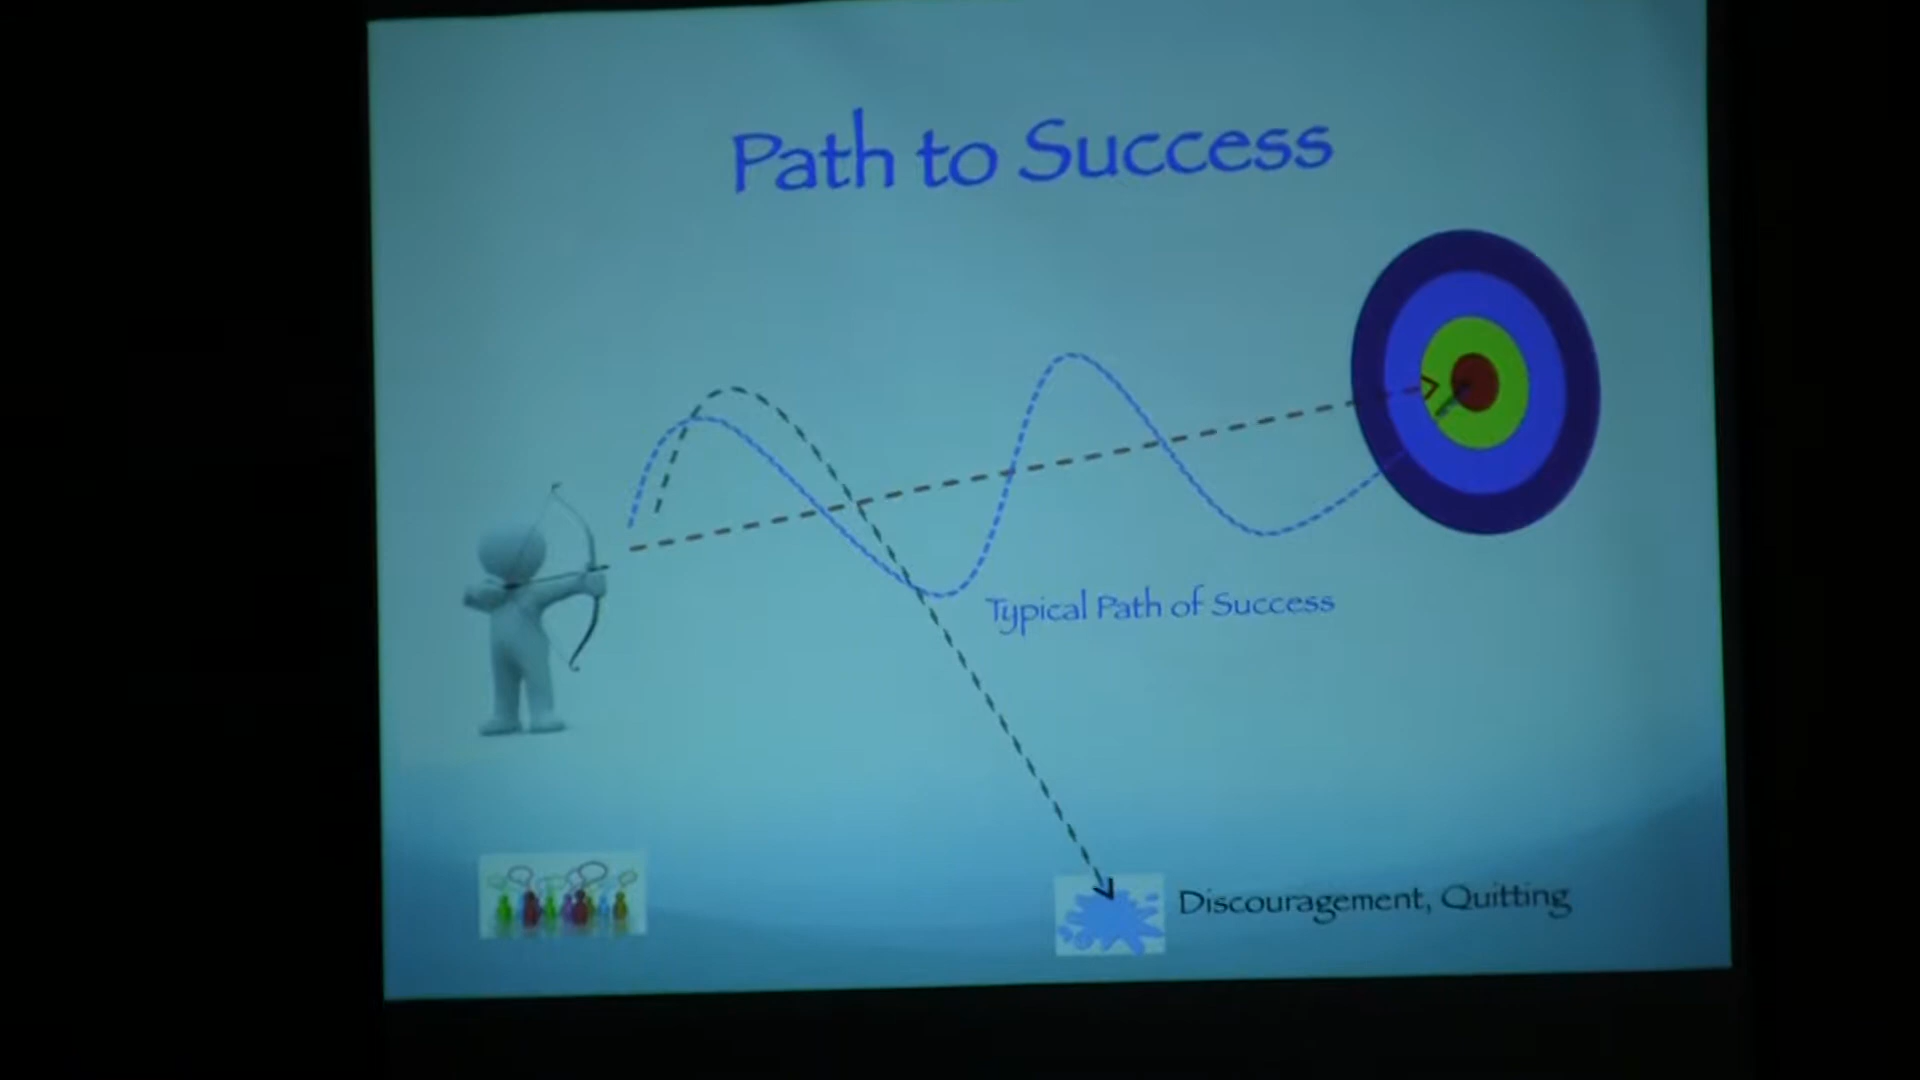 Path to Success
Typical Path of Success
Discouragement, Quitting